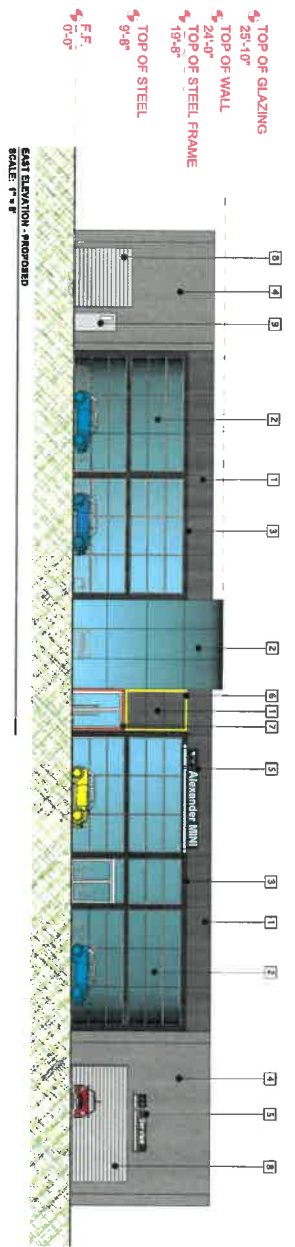 TOP OF GLAZING
25'-10"
TOP OF WALL
24'-0"
TOP OF STEEL FRAME
19'-8"
TOP OF STEEL
9'-8"
F.F.
0'-0"
8
4
9
2
1
3
2
6
1
7
5
3
1
2
4
5
8
Alexander MINI
EAST ELEVATION - PROPOSED
SCALE: 1" = 8'